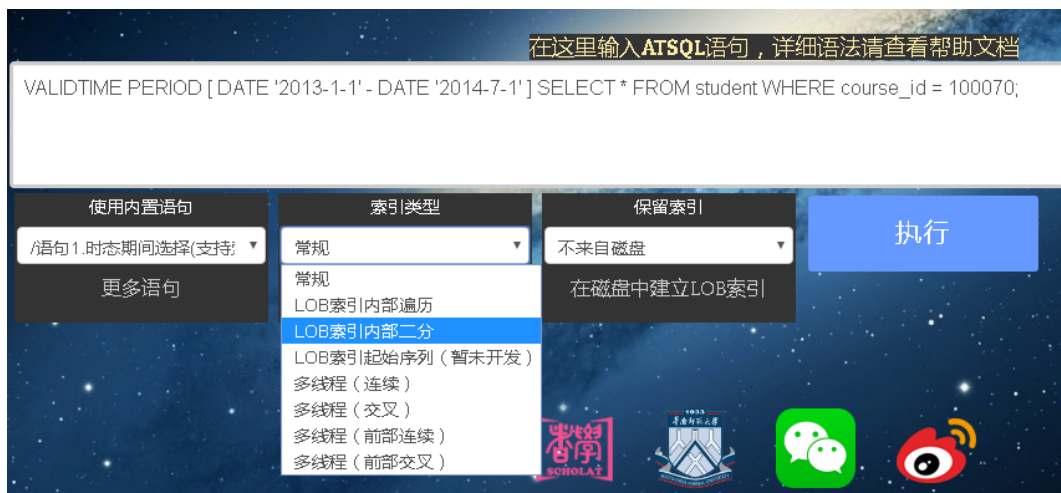 在这里输入ATSQL语句，详细语法请查看帮助文档
VALIDTIME PERIOD [ DATE '2013-1-1' - DATE '2014-7-1' ] SELECT * FROM student WHERE course_id = 100070;
使用内置语句
索引类型
保留索引
执行
/语句1.时态期间选择(支持
常规
不来自磁盘
更多语句
在磁盘中建立LOB索引
常规
LOB索引内部遍历
LOB索引内部二分
LOB索引起始序列（暂未开发）
多线程（连续）
多线程（交叉）
多线程（前部连续）
多线程（前部交叉）
SCHOLAT
1933